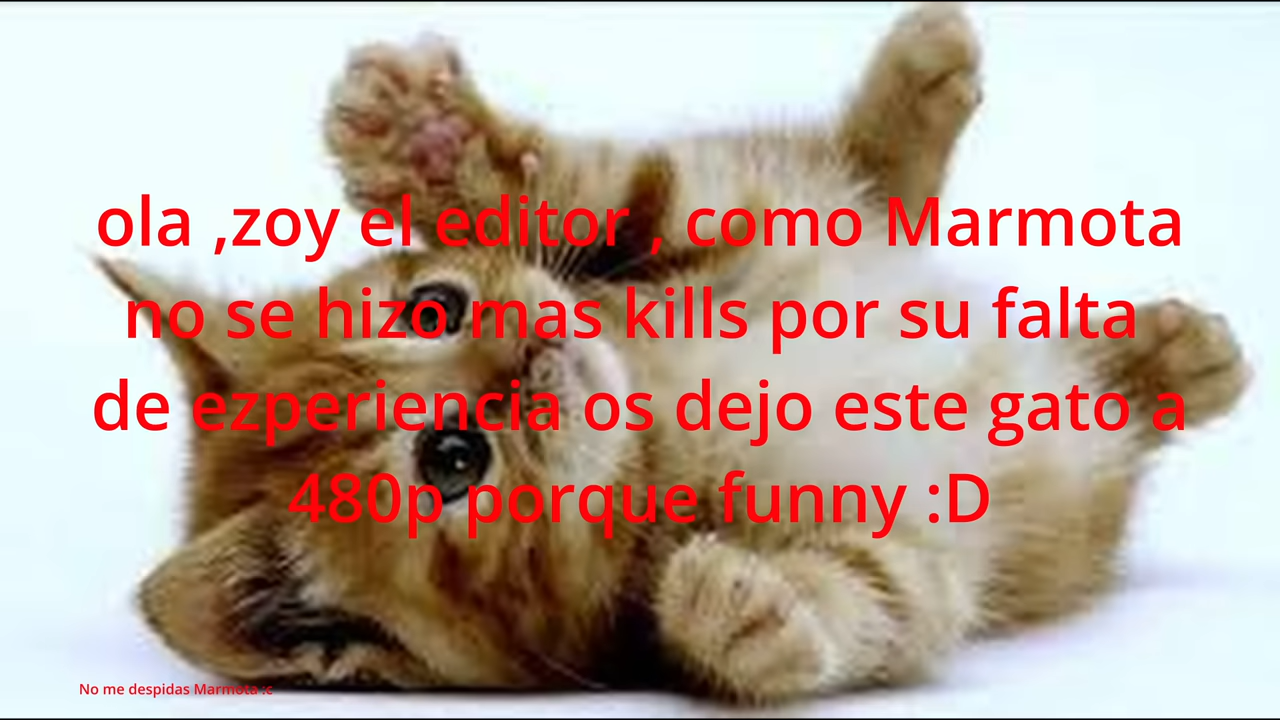 ola ,zoy el editor , como Marmota
no se hizo mas kills por su falta
de ezperiencia os dejo este gato a
480p porque funny :D
No me despidas Marmota :c